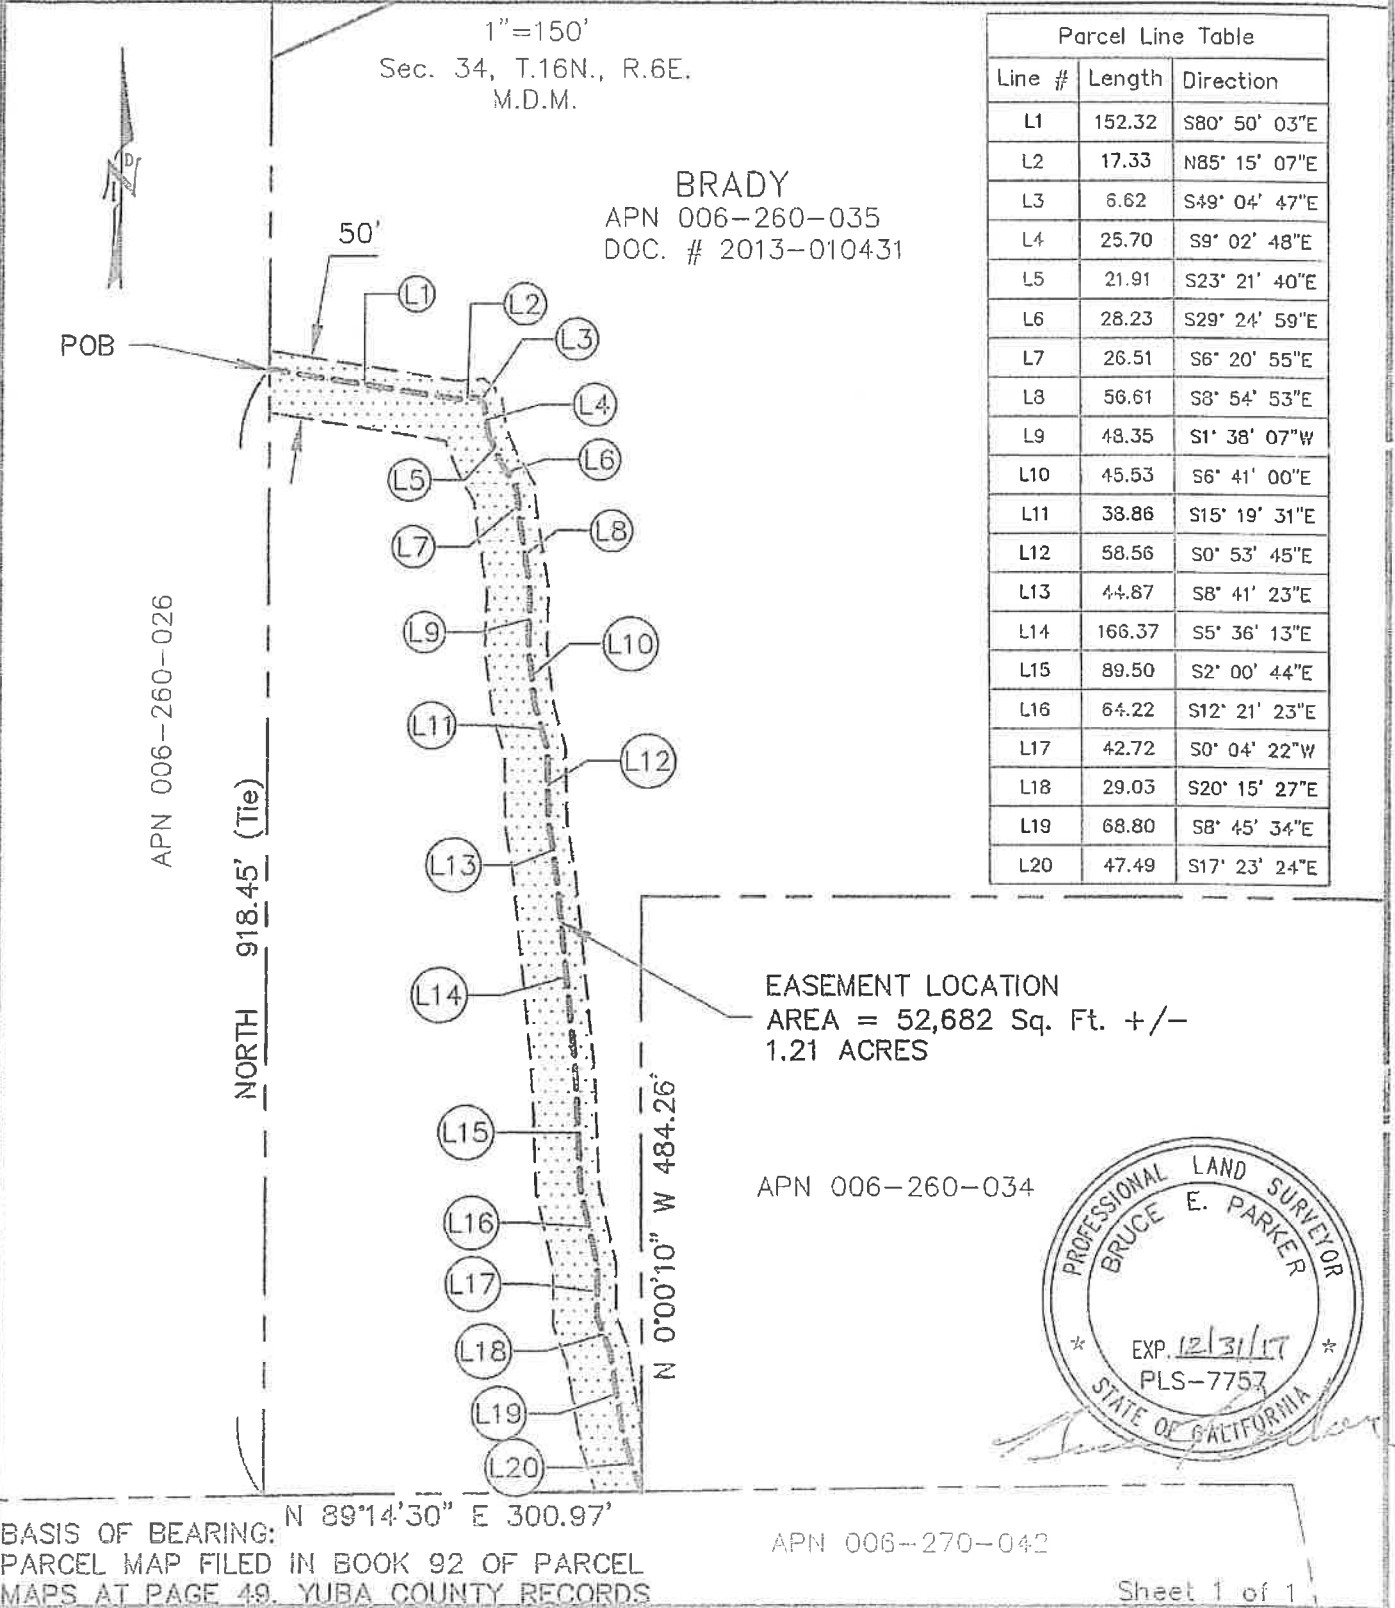 1"=150'
Sec. 34, T.16N., R.6E.
M.D.M.
N
BRADY
APN 006-260-035
DOC. # 2013-010431
Parcel Line Table
Line # Length Direction
L1 152.32 S80° 50' 03"E
L2 17.33 N85° 15' 07"E
L3 6.62 S49° 04' 47"E
L4 25.70 S9° 02' 48"E
L5 21.91 S23° 21' 40"E
L6 28.23 S29° 24' 59"E
L7 26.51 S6° 20' 55"E
L8 56.61 S8° 54' 53"E
L9 48.35 S1° 38' 07"W
L10 45.53 S6° 41' 00"E
L11 38.86 S15° 19' 31"E
L12 58.56 S0° 53' 45"E
L13 44.87 S8° 41' 23"E
L14 166.37 S5° 36' 13"E
L15 89.50 S2° 00' 44"E
L16 64.22 S12° 21' 23"E
L17 42.72 S0° 04' 22"W
L18 29.03 S20° 15' 27"E
L19 68.80 S8° 45' 34"E
L20 47.49 S17° 23' 24"E
50'
POB
L1
L2
L3
L4
L5
L6
L7
L8
L9
L10
L11
L12
L13
L14
L15
L16
L17
L18
L19
L20
APN 006-260-026
NORTH 918.45' (Tie)
EASEMENT LOCATION
AREA = 52,682 Sq. Ft. +/-
1.21 ACRES
N 0°00'10" W 484.26'
APN 006-260-034
PROFESSIONAL LAND SURVEYOR
BRUCE E. PARKER
EXP. 12/31/17
PLS-7757
STATE OF CALIFORNIA
N 89°14'30" E 300.97'
BASIS OF BEARING:
PARCEL MAP FILED IN BOOK 92 OF PARCEL
MAPS AT PAGE 49. YUBA COUNTY RECORDS
APN 006-270-042
Sheet 1 of 1